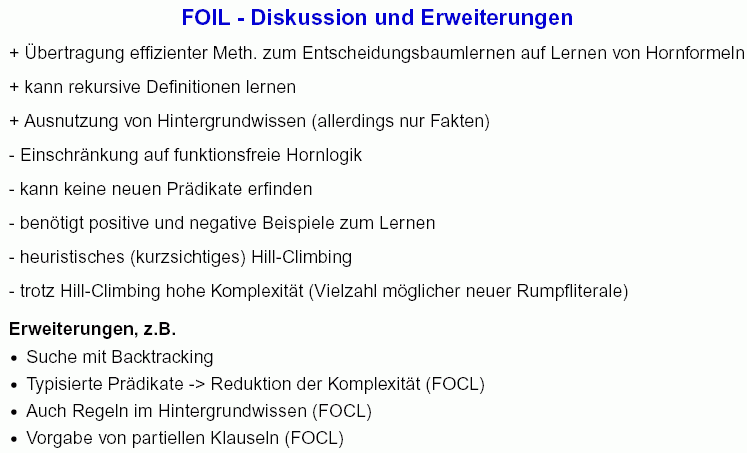 FOIL - Diskussion und Erweiterungen
+ Übertragung effizienter Meth. zum Entscheidungsbaumlernen auf Lernen von Hornformeln
+ kann rekursive Definitionen lernen
+ Ausnutzung von Hintergrundwissen (allerdings nur Fakten)
- Einschränkung auf funktionsfreie Hornlogik
- kann keine neuen Prädikate erfinden
- benötigt positive und negative Beispiele zum Lernen
- heuristisches (kurzsichtiges) Hill-Climbing
- trotz Hill-Climbing hohe Komplexität (Vielzahl möglicher neuer Rumpfliterale)
Erweiterungen, z.B.
• Suche mit Backtracking
• Typisierte Prädikate -> Reduktion der Komplexität (FOCL)
• Auch Regeln im Hintergrundwissen (FOCL)
• Vorgabe von partiellen Klauseln (FOCL)